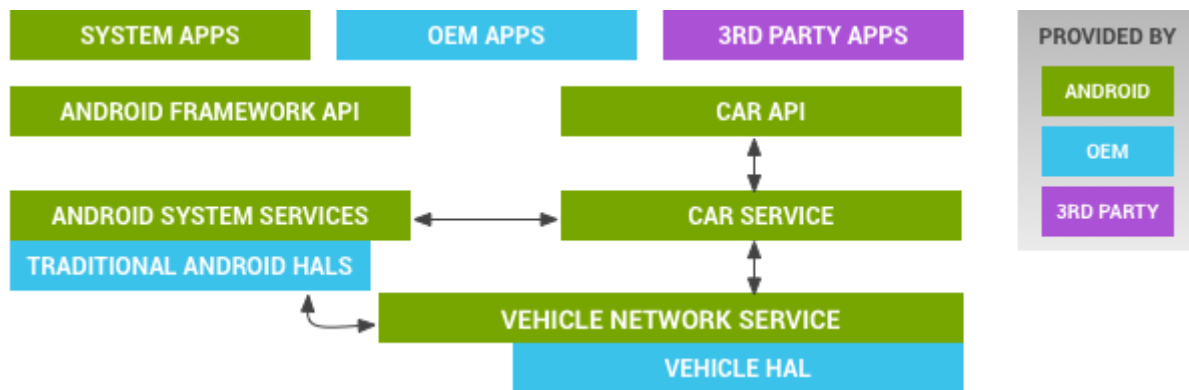 SYSTEM APPS
OEM APPS
3RD PARTY APPS
ANDROID FRAMEWORK API
CAR API
ANDROID SYSTEM SERVICES
CAR SERVICE
TRADITIONAL ANDROID HALS
VEHICLE NETWORK SERVICE
VEHICLE HAL
PROVIDED BY
ANDROID
OEM
3RD PARTY